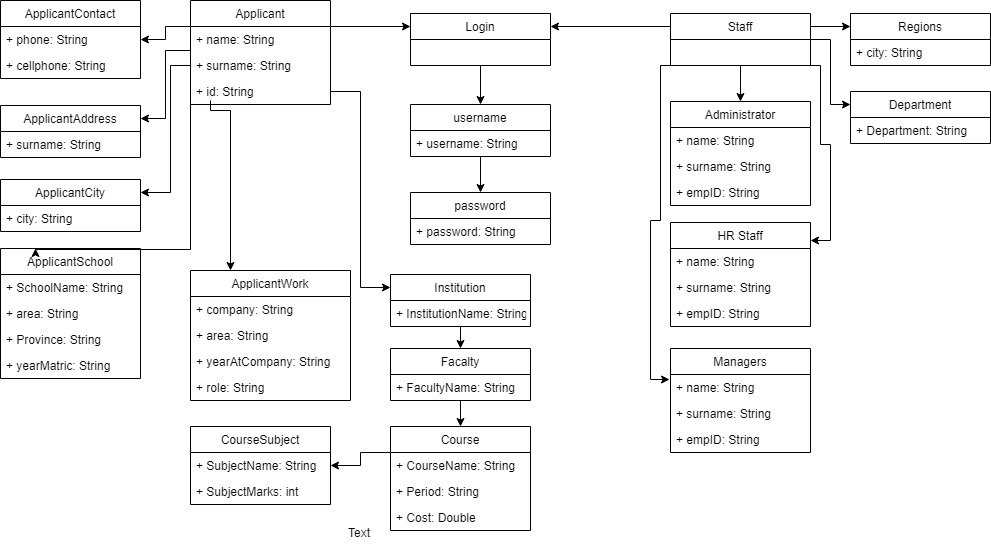 ApplicantContact
+ phone: String
+ cellphone: String
Applicant
+ name: String
+ surname: String
+ id: String
Login
Staff
Regions
+ city: String
ApplicantAddress
+ surname: String
username
+ username: String
Administrator
+ name: String
+ surname: String
+ empID: String
Department
+ Department: String
ApplicantCity
+ city: String
password
+ password: String
HR Staff
+ name: String
+ surname: String
+ empID: String
ApplicantSchool
+ SchoolName: String
+ area: String
+ Province: String
+ yearMatric: String
ApplicantWork
+ company: String
+ area: String
+ yearAtCompany: String
+ role: String
Institution
+ InstitutionName: String
Facalty
+ FacultyName: String
Managers
+ name: String
+ surname: String
+ empID: String
CourseSubject
+ SubjectName: String
+ SubjectMarks: int
Course
+ CourseName: String
+ Period: String
+ Cost: Double
Text